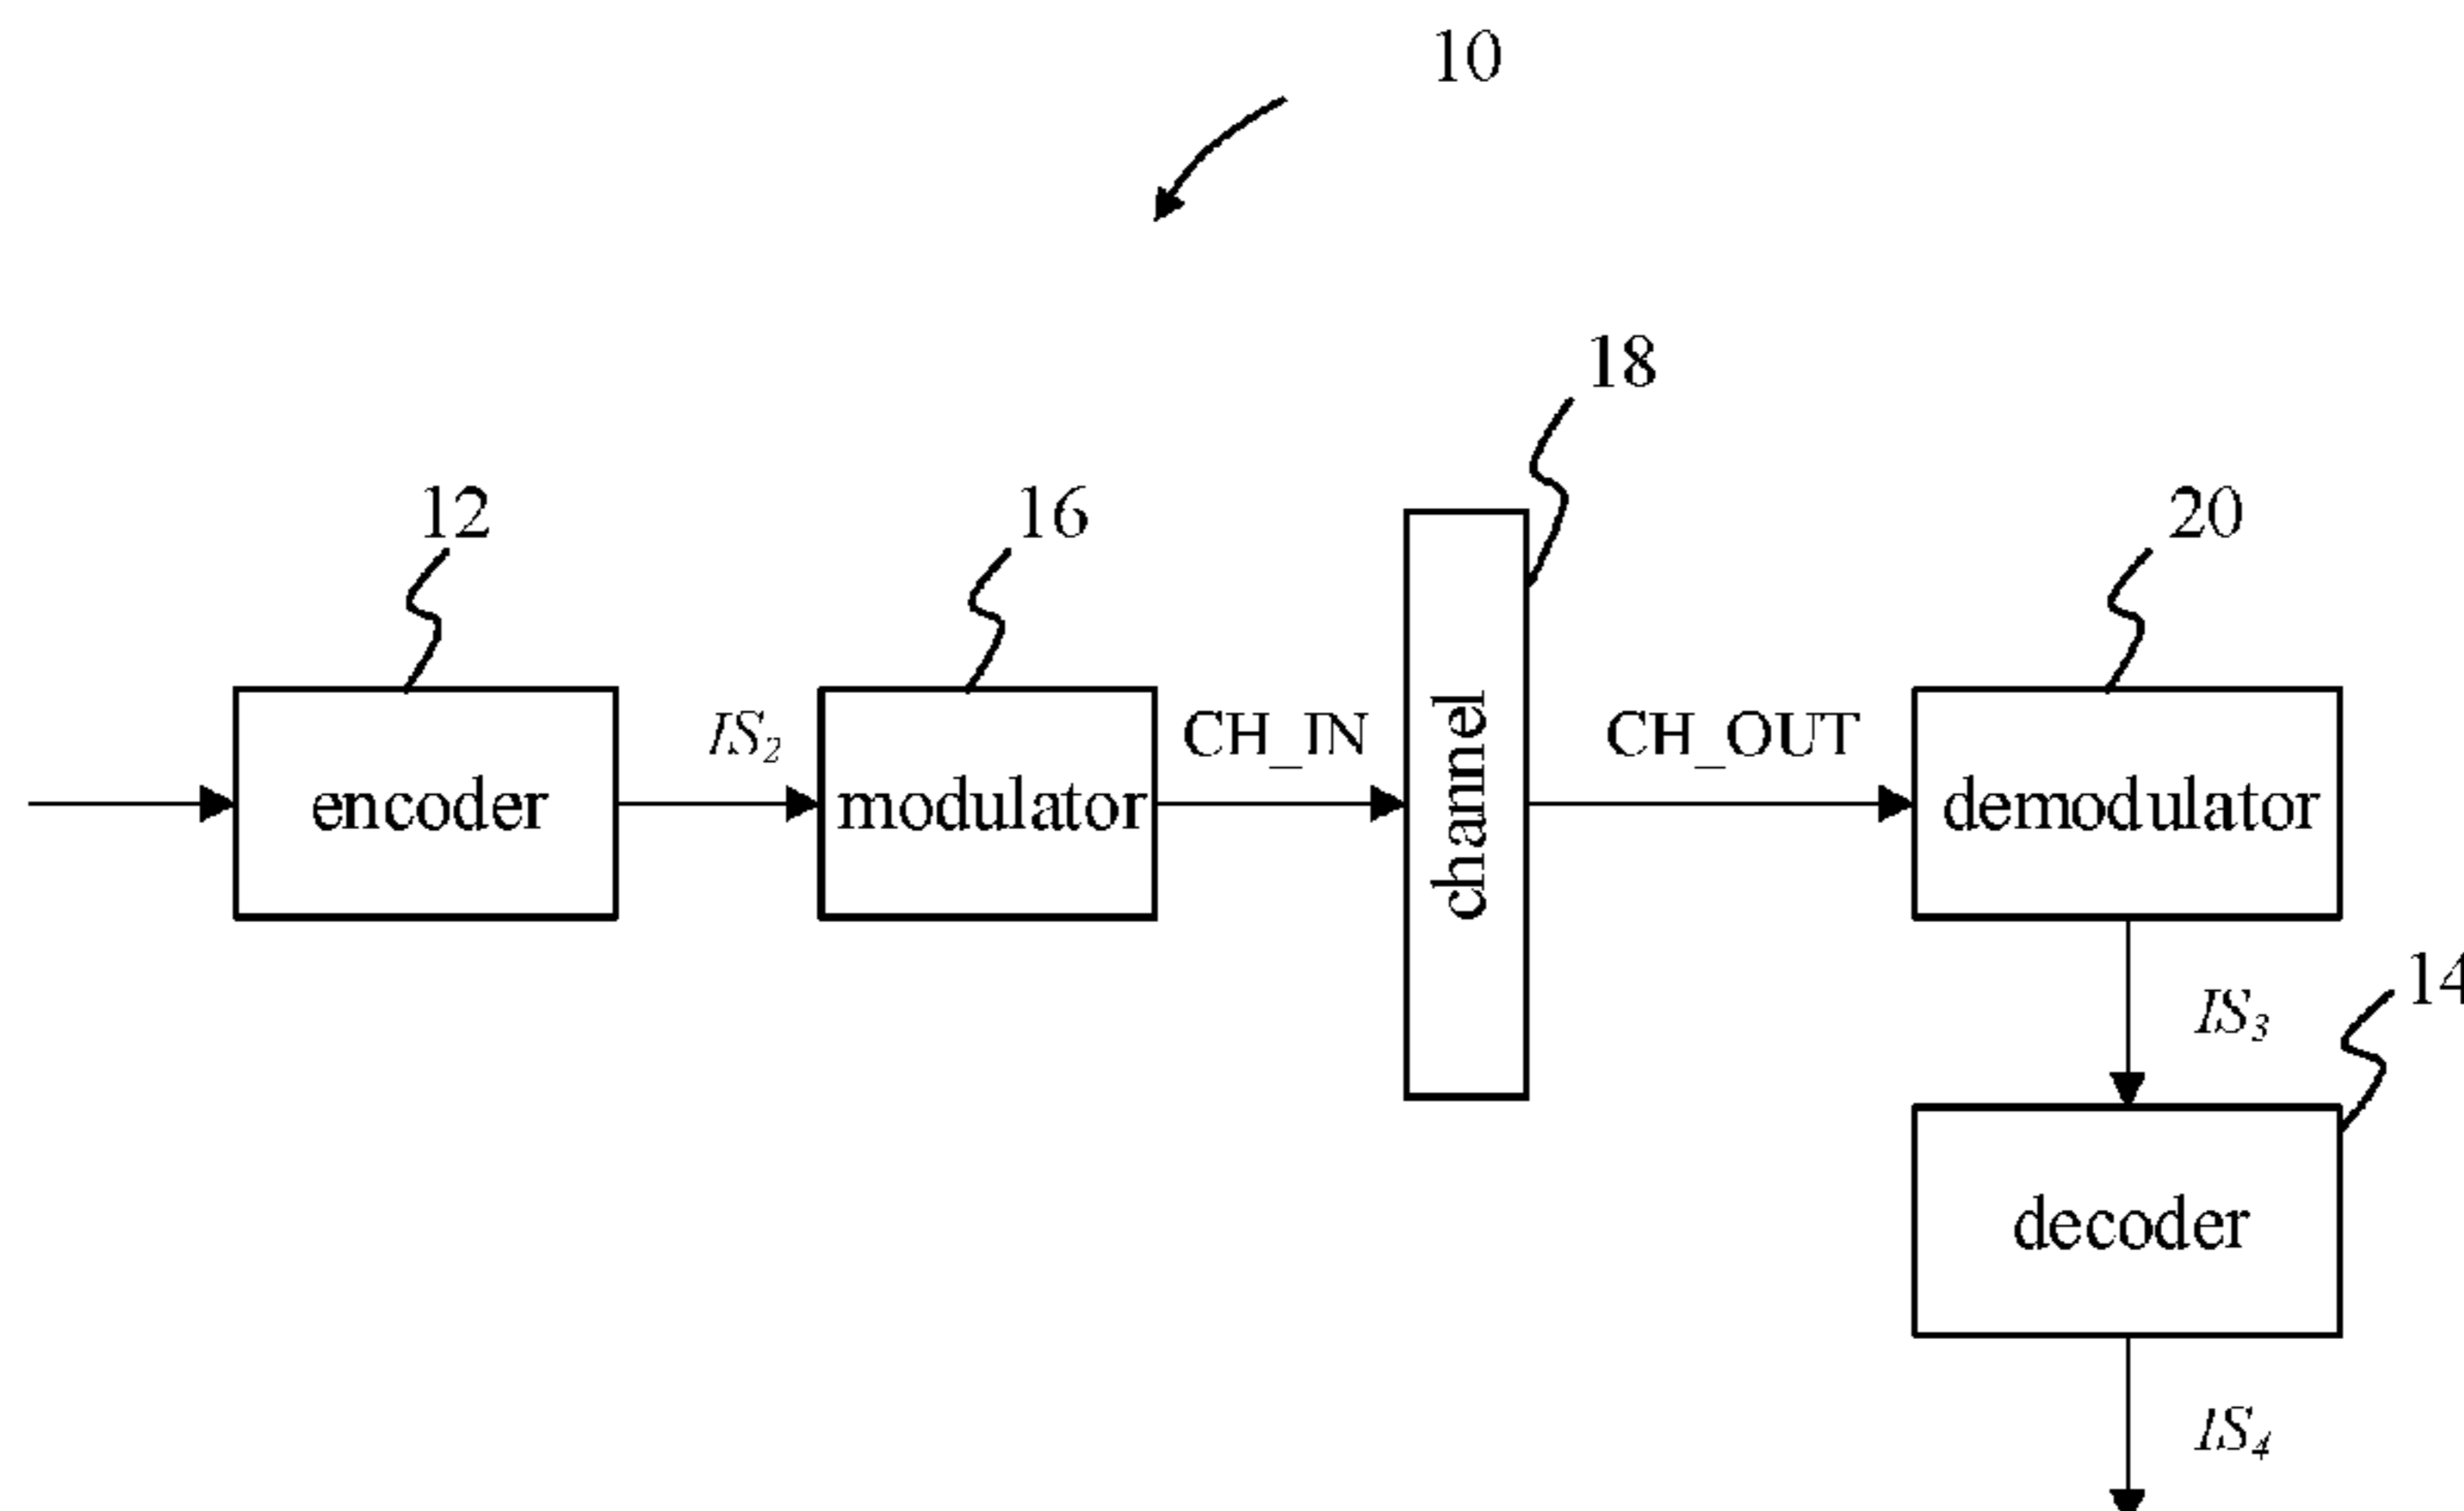 10
18
12
16
20
IS₂
CH_IN
CH_OUT
encoder
modulator
channel
demodulator
14
IS₃
decoder
IS₄